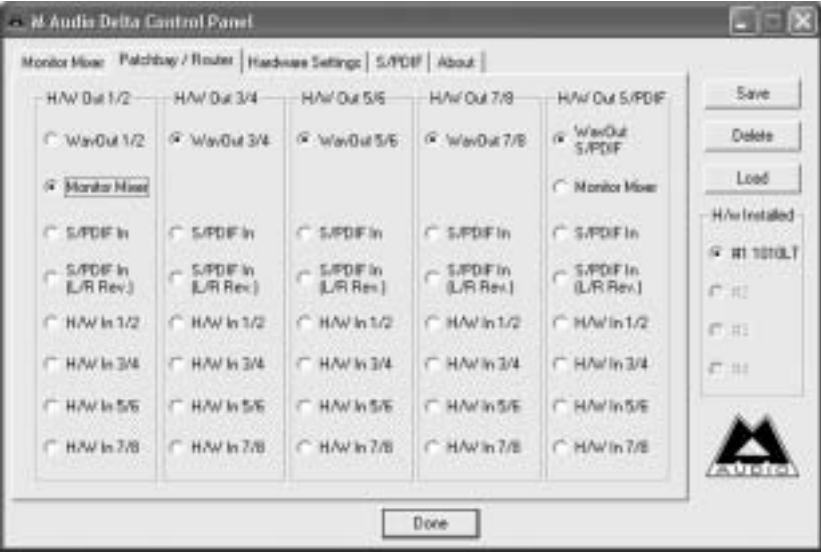 M Audio Delta Control Panel
Monitor Mixer Patchbay / Router Hardware Settings S/PDIF About
H/W Out 1/2 H/W Out 3/4 H/W Out 5/6 H/W Out 7/8 H/W Out S/PDIF
WavOut 1/2 WavOut 3/4 WavOut 5/6 WavOut 7/8 WavOut S/PDIF
Monitor Mixer Monitor Mixer
S/PDIF In S/PDIF In S/PDIF In S/PDIF In S/PDIF In
S/PDIF In S/PDIF In S/PDIF In S/PDIF In S/PDIF In
(L/R Rev.) (L/R Rev.) (L/R Rev.) (L/R Rev.) (L/R Rev.)
H/W In 1/2 H/W In 1/2 H/W In 1/2 H/W In 1/2 H/W In 1/2
H/W In 3/4 H/W In 3/4 H/W In 3/4 H/W In 3/4 H/W In 3/4
H/W In 5/6 H/W In 5/6 H/W In 5/6 H/W In 5/6 H/W In 5/6
H/W In 7/8 H/W In 7/8 H/W In 7/8 H/W In 7/8 H/W In 7/8
Save
Delete
Load
H/w Installed
#1 1010LT
#2
#3
AUDIO
Done